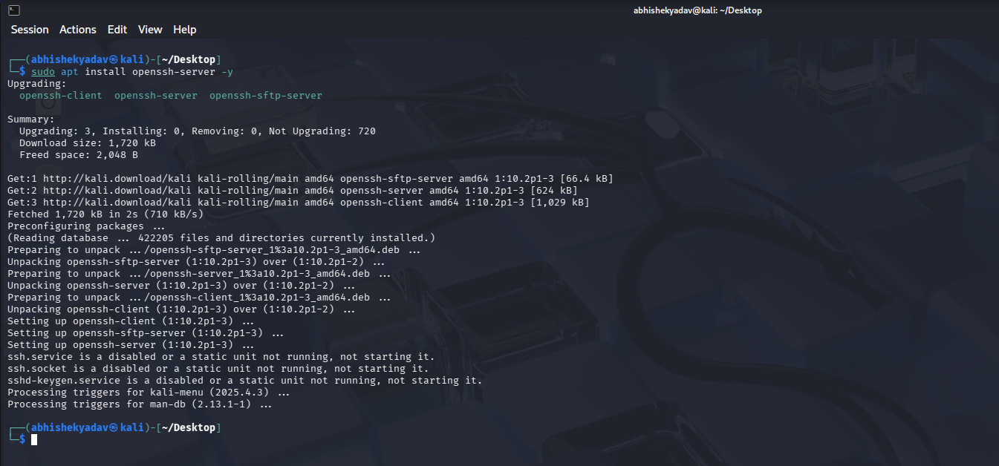 abhishekyadav@kali: ~/Desktop
Session Actions Edit View Help
┌──(abhishekyadav㉿kali)-[~/Desktop]
└─$ sudo apt install openssh-server -y
Upgrading:
  openssh-client  openssh-server  openssh-sftp-server

Summary:
  Upgrading: 3, Installing: 0, Removing: 0, Not Upgrading: 720
  Download size: 1,720 kB
  Freed space: 2,048 B

Get:1 http://kali.download/kali kali-rolling/main amd64 openssh-sftp-server amd64 1:10.2p1-3 [66.4 kB]
Get:2 http://kali.download/kali kali-rolling/main amd64 openssh-server amd64 1:10.2p1-3 [624 kB]
Get:3 http://kali.download/kali kali-rolling/main amd64 openssh-client amd64 1:10.2p1-3 [1,029 kB]
Fetched 1,720 kB in 2s (710 kB/s)
Preconfiguring packages ...
(Reading database ... 422205 files and directories currently installed.)
Preparing to unpack .../openssh-sftp-server_1%3a10.2p1-3_amd64.deb ...
Unpacking openssh-sftp-server (1:10.2p1-3) over (1:10.2p1-2) ...
Preparing to unpack .../openssh-server_1%3a10.2p1-3_amd64.deb ...
Unpacking openssh-server (1:10.2p1-3) over (1:10.2p1-2) ...
Preparing to unpack .../openssh-client_1%3a10.2p1-3_amd64.deb ...
Unpacking openssh-client (1:10.2p1-3) over (1:10.2p1-2) ...
Setting up openssh-client (1:10.2p1-3) ...
Setting up openssh-sftp-server (1:10.2p1-3) ...
Setting up openssh-server (1:10.2p1-3) ...
ssh.service is a disabled or a static unit not running, not starting it.
ssh.socket is a disabled or a static unit not running, not starting it.
sshd-keygen.service is a disabled or a static unit not running, not starting it.
Processing triggers for kali-menu (2025.4.3) ...
Processing triggers for man-db (2.13.1-1) ...

┌──(abhishekyadav㉿kali)-[~/Desktop]
└─$